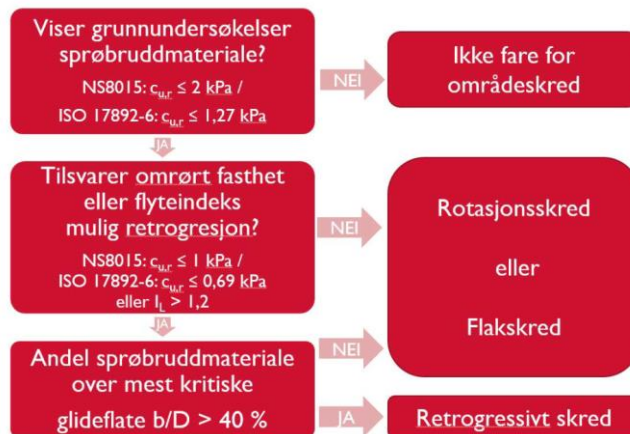 Viser grunnundersøkelser
sprøbruddmateriale?
NS8015: cu,r ≤ 2 kPa /
ISO 17892-6: cu,r ≤ 1,27 kPa
NEI
Ikke fare for
områdeskred
JA
Tilsvarer omrørt fasthet
eller flyteindeks
mulig retrogresjon?
NS8015: cu,r ≤ 1 kPa /
ISO 17892-6: cu,r ≤ 0,69 kPa
eller IL > 1,2
NEI
Rotasjonsskred
eller
Flakskred
JA
Andel sprøbruddmateriale
over mest kritiske
glideflate b/D > 40 %
NEI
JA
Retrogressivt skred